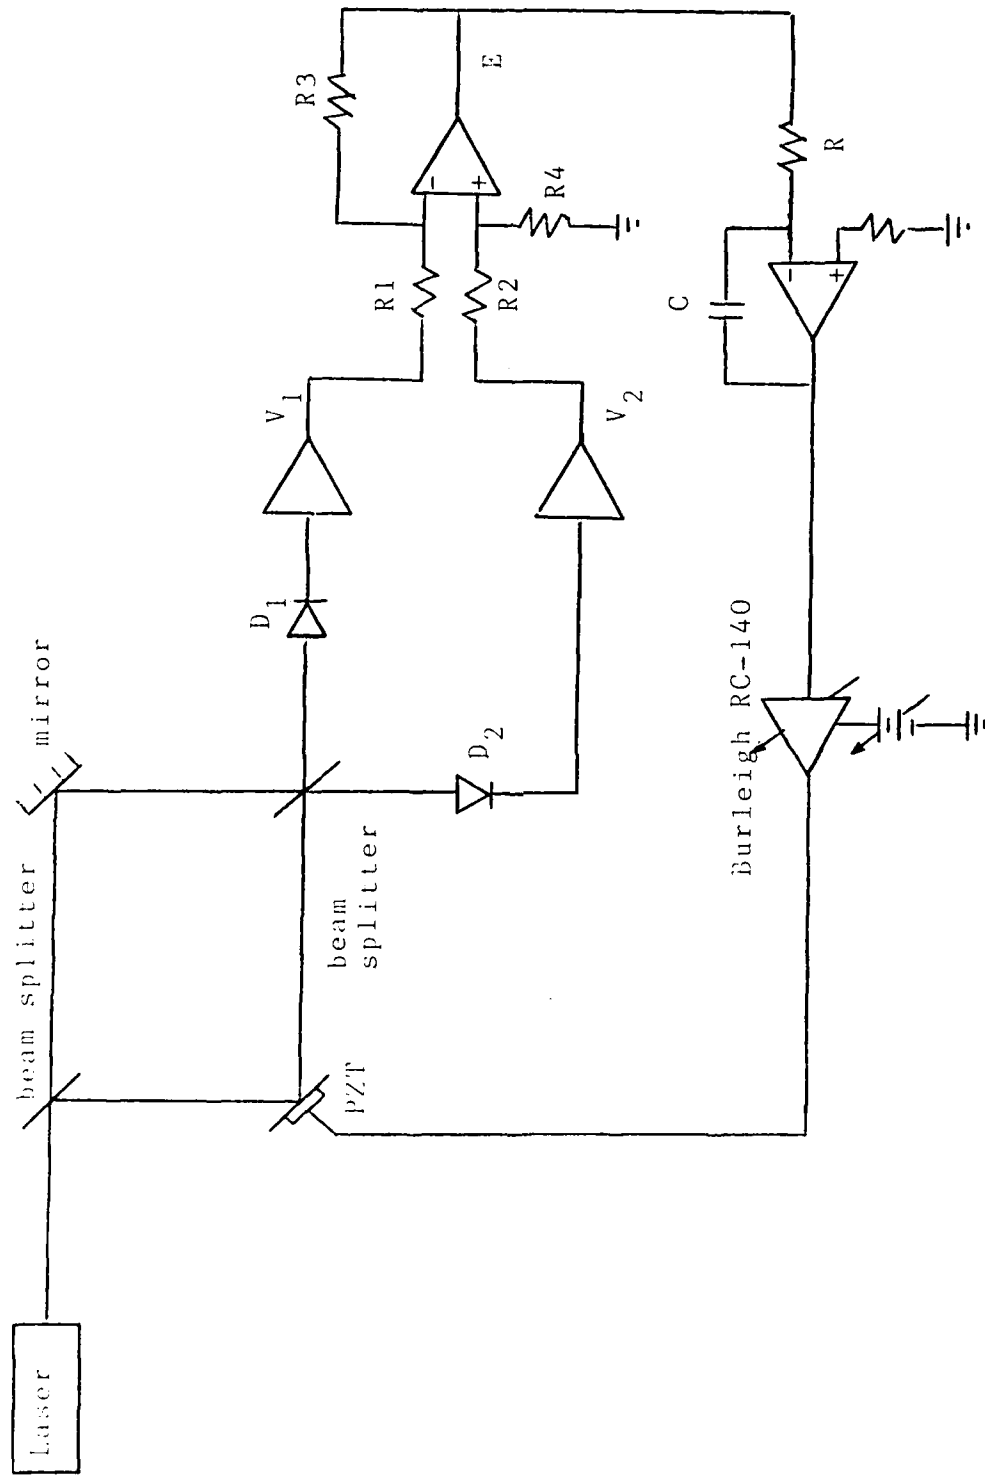 Laser
beam splitter
mirror
PZT
beam
splitter
D1
D2
V1
V2
R1
R2
R3
R4
-
+
E
R
C
-
+
Burleigh RC-140